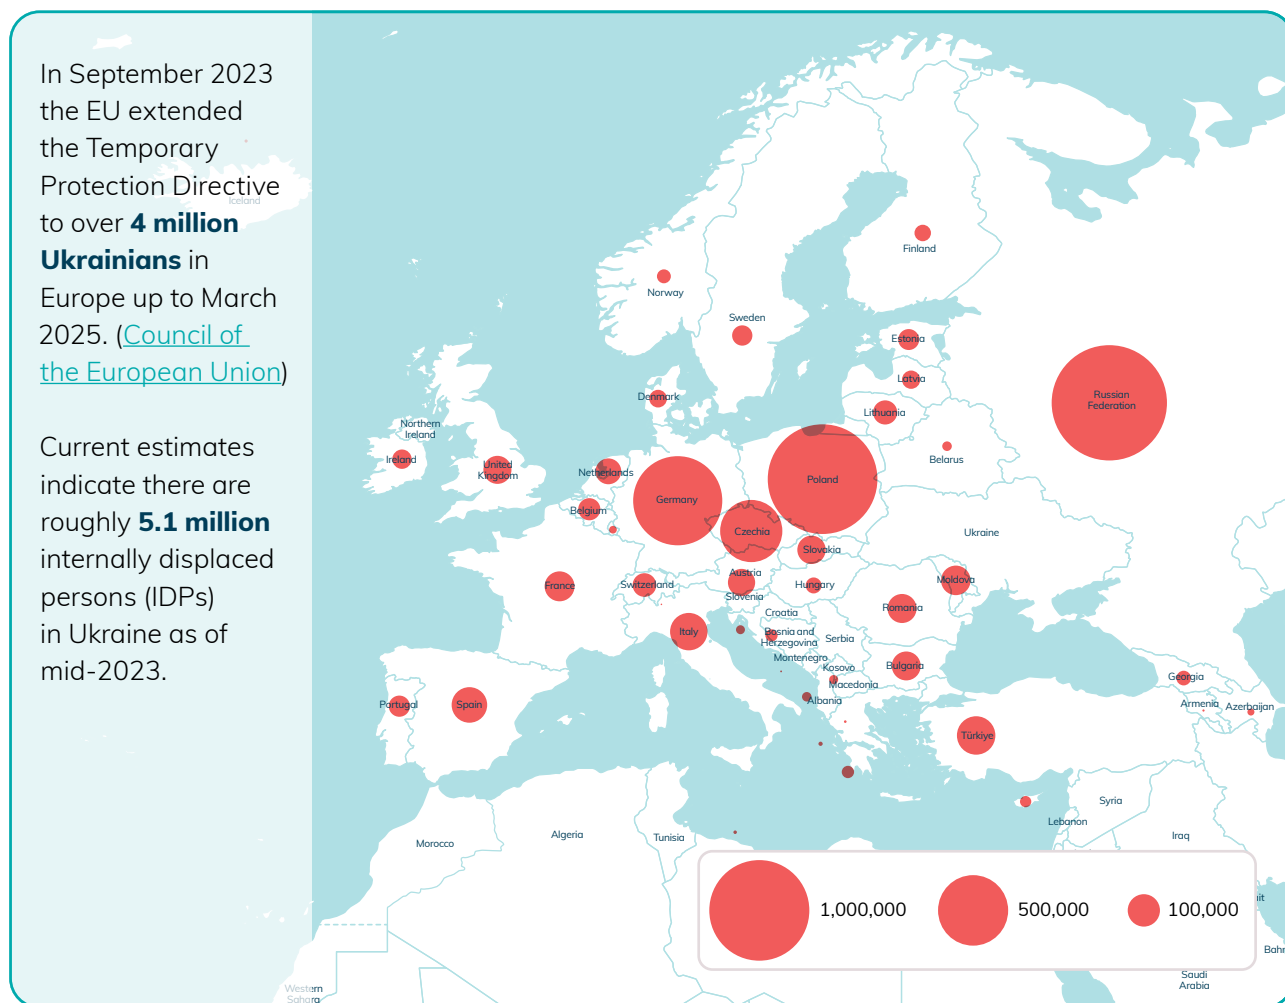 In September 2023
the EU extended
the Temporary
Protection Directive
to over 4 million
Ukrainians in
Europe up to March
2025. (Council of
the European Union)
Current estimates
indicate there are
roughly 5.1 million
internally displaced
persons (IDPs)
in Ukraine as of
mid-2023.
Iceland
Finland
Norway
Sweden
Estonia
Latvia
Denmark
Lithuania
Russian
Federation
Northern
Ireland
Ireland
United
Kingdom
Netherlands
Belarus
Germany
Poland
Belgium
Czechia
Ukraine
Slovakia
France
Switzerland
Austria
Hungary
Moldova
Slovenia
Romania
Croatia
Italy
Bosnia and
Herzegovina
Serbia
Montenegro
Kosovo
Bulgaria
Macedonia
Albania
Georgia
Armenia
Azerbaijan
Portugal
Spain
Türkiye
Syria
Lebanon
Iraq
Morocco
Algeria
Tunisia
1,000,000
500,000
100,000
Saudi
Arabia
Western
Sahara